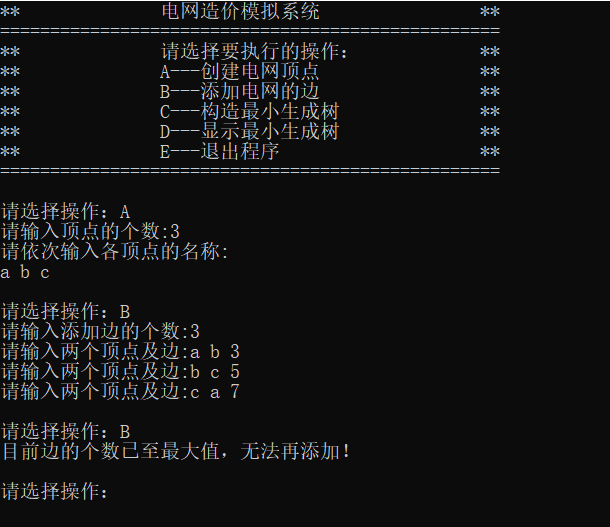 **              电网造价模拟系统                **
==================================================
**              请选择要执行的操作：            **
**              A---创建电网顶点                **
**              B---添加电网的边                **
**              C---构造最小生成树              **
**              D---显示最小生成树              **
**              E---退出程序                    **
==================================================
请选择操作：A
请输入顶点的个数:3
请依次输入各顶点的名称:
a b c
请选择操作：B
请输入添加边的个数:3
请输入两个顶点及边:a b 3
请输入两个顶点及边:b c 5
请输入两个顶点及边:c a 7
请选择操作：B
目前边的个数已至最大值，无法再添加！
请选择操作：